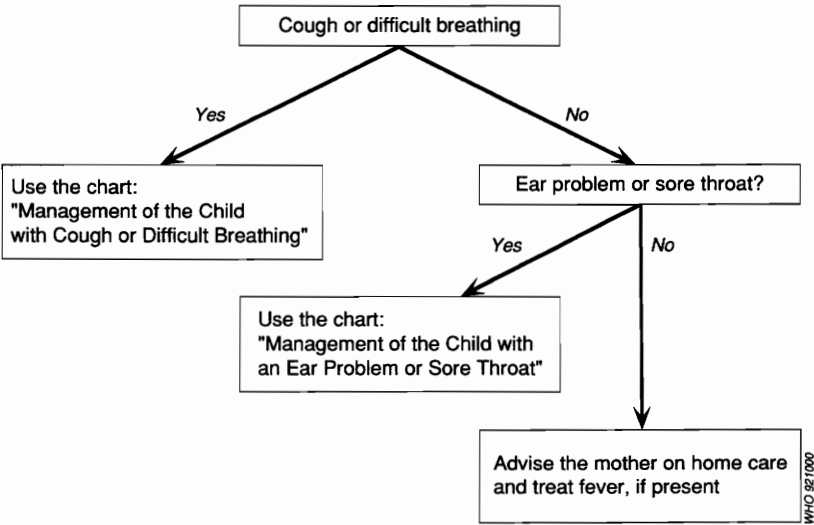 Cough or difficult breathing
Yes
No
Use the chart:
"Management of the Child
with Cough or Difficult Breathing"
Ear problem or sore throat?
Yes
No
Use the chart:
"Management of the Child with
an Ear Problem or Sore Throat"
Advise the mother on home care
and treat fever, if present
WHO 921000